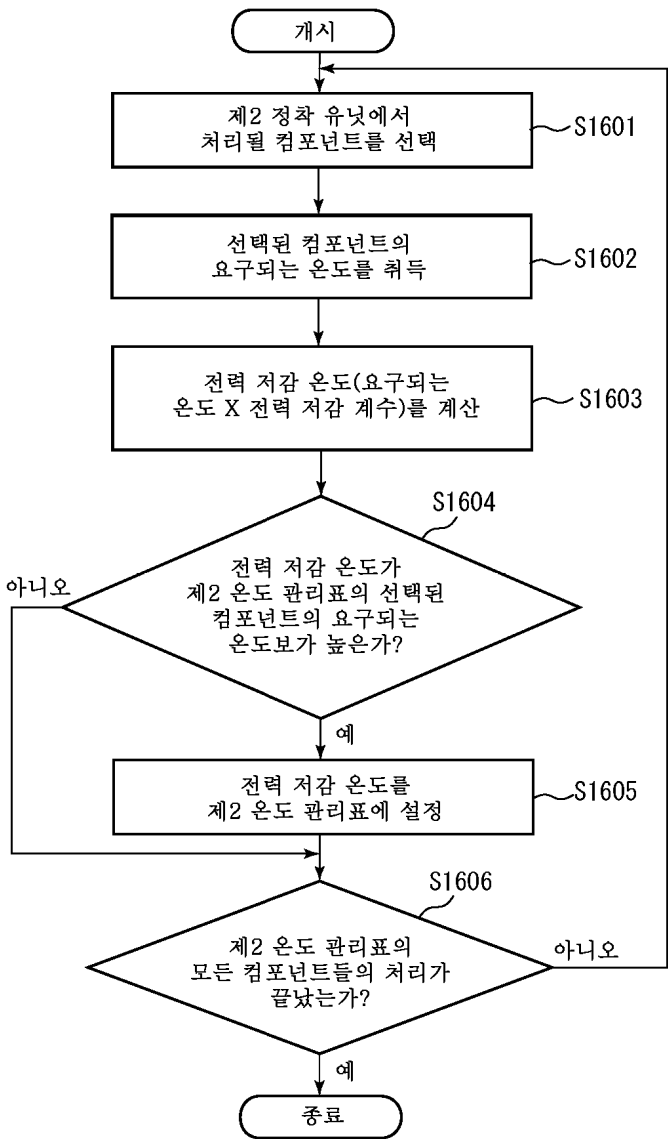 개시
제2 정착 유닛에서
처리될 컴포넌트를 선택
S1601
선택된 컴포넌트의
요구되는 온도를 취득
S1602
전력 저감 온도(요구되는
온도 X 전력 저감 계수)를 계산
S1603
S1604
전력 저감 온도가
제2 온도 관리표의 선택된
컴포넌트의 요구되는
온도보가 높은가?
아니오
예
전력 저감 온도를
제2 온도 관리표에 설정
S1605
S1606
제2 온도 관리표의
모든 컴포넌트들의 처리가
끝났는가?
아니오
예
종료